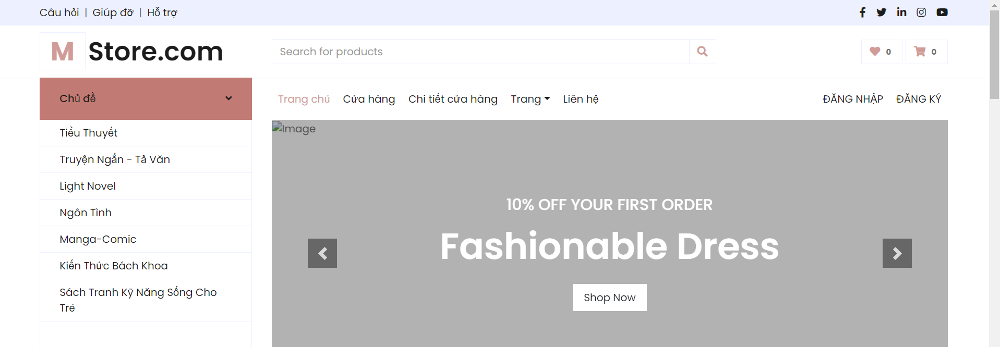 Câu hỏi | Giúp đỡ | Hỗ trợ
M Store.com
Search for products
0
0
Chủ đề
Trang chủ Cửa hàng Chi tiết cửa hàng Trang Liên hệ
ĐĂNG NHẬP ĐĂNG KÝ
Tiểu Thuyết
Truyện Ngắn - Tả Văn
Light Novel
Ngôn Tình
Manga-Comic
Kiến Thức Bách Khoa
Sách Tranh Kỹ Năng Sống Cho
Trẻ
Image
10% OFF YOUR FIRST ORDER
Fashionable Dress
Shop Now